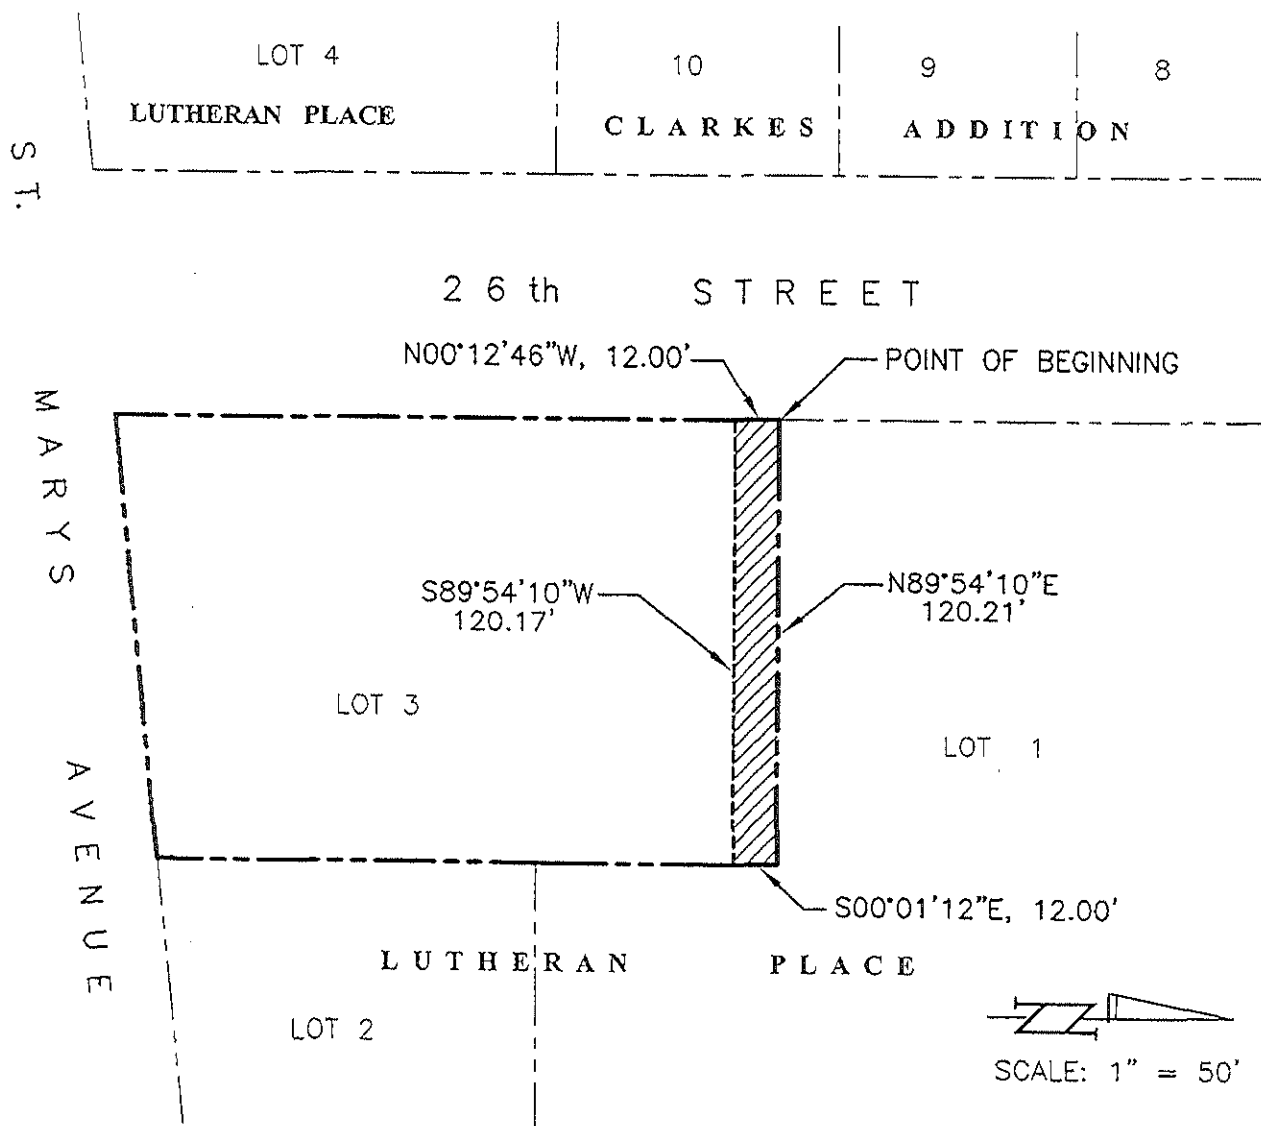 LOT 4
10
9
8
LUTHERAN PLACE
CLARKES ADDITION
ST. MARYS AVENUE
26th STREET
N00°12'46"W, 12.00'
POINT OF BEGINNING
S89°54'10"W
120.17'
N89°54'10"E
120.21'
LOT 3
LOT 1
S00°01'12"E, 12.00'
LUTHERAN PLACE
LOT 2
N
SCALE: 1" = 50'